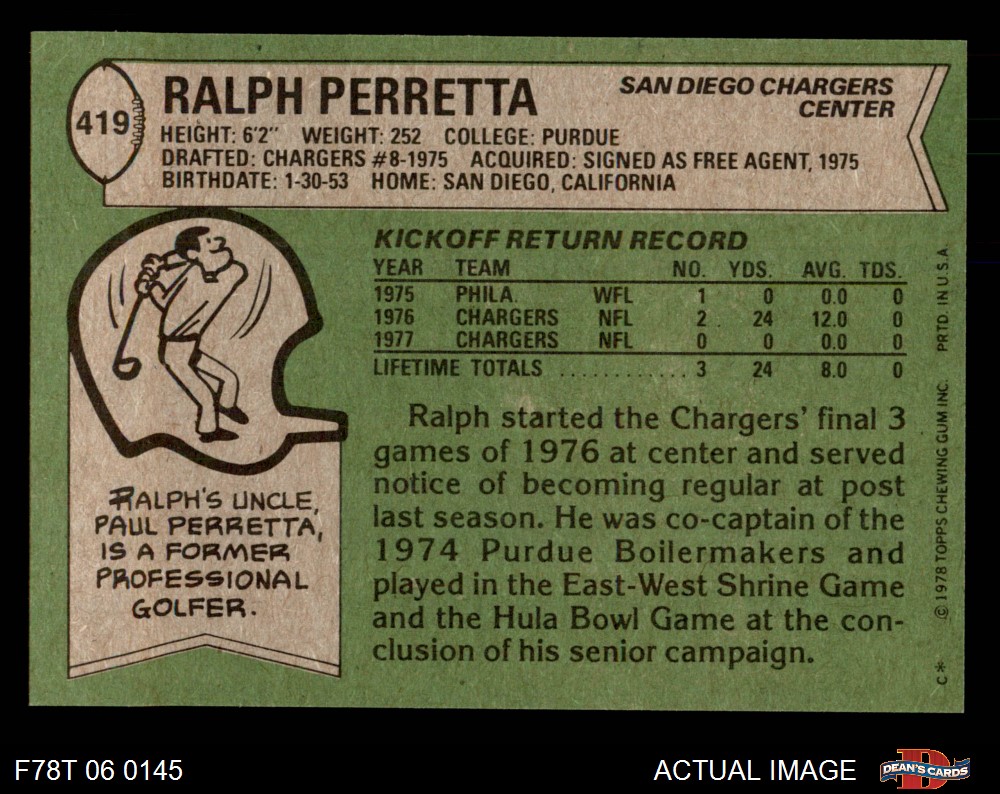 419
RALPH PERRETTA
SAN DIEGO CHARGERS
CENTER
HEIGHT: 6'2" WEIGHT: 252 COLLEGE: PURDUE
DRAFTED: CHARGERS #8-1975 ACQUIRED: SIGNED AS FREE AGENT, 1975
BIRTHDATE: 1-30-53 HOME: SAN DIEGO, CALIFORNIA
KICKOFF RETURN RECORD
YEAR TEAM NO. YDS. AVG. TDS.
1975 PHILA. WFL 1 0 0.0 0
1976 CHARGERS NFL 2 24 12.0 0
1977 CHARGERS NFL 0 0 0.0 0
LIFETIME TOTALS ............ 3 24 8.0 0
Ralph started the Chargers' final 3
games of 1976 at center and served
notice of becoming regular at post
last season. He was co-captain of the
1974 Purdue Boilermakers and
played in the East-West Shrine Game
and the Hula Bowl Game at the con-
clusion of his senior campaign.
RALPH'S UNCLE,
PAUL PERRETTA,
IS A FORMER
PROFESSIONAL
GOLFER.
C* © 1978 TOPPS CHEWING GUM INC. PRTD. IN U.S.A.
F78T 06 0145
ACTUAL IMAGE
D
DEAN'S CARDS